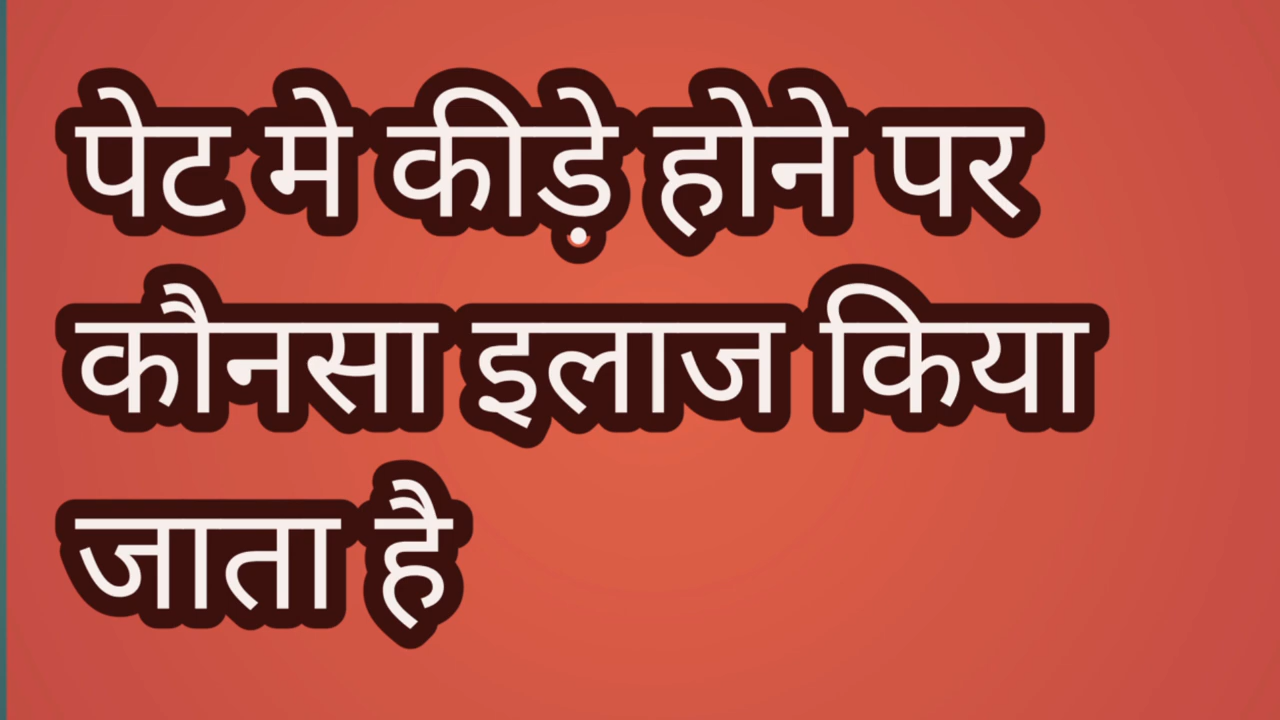 पेट मे कीड़े होने पर
कौनसा इलाज किया
जाता है